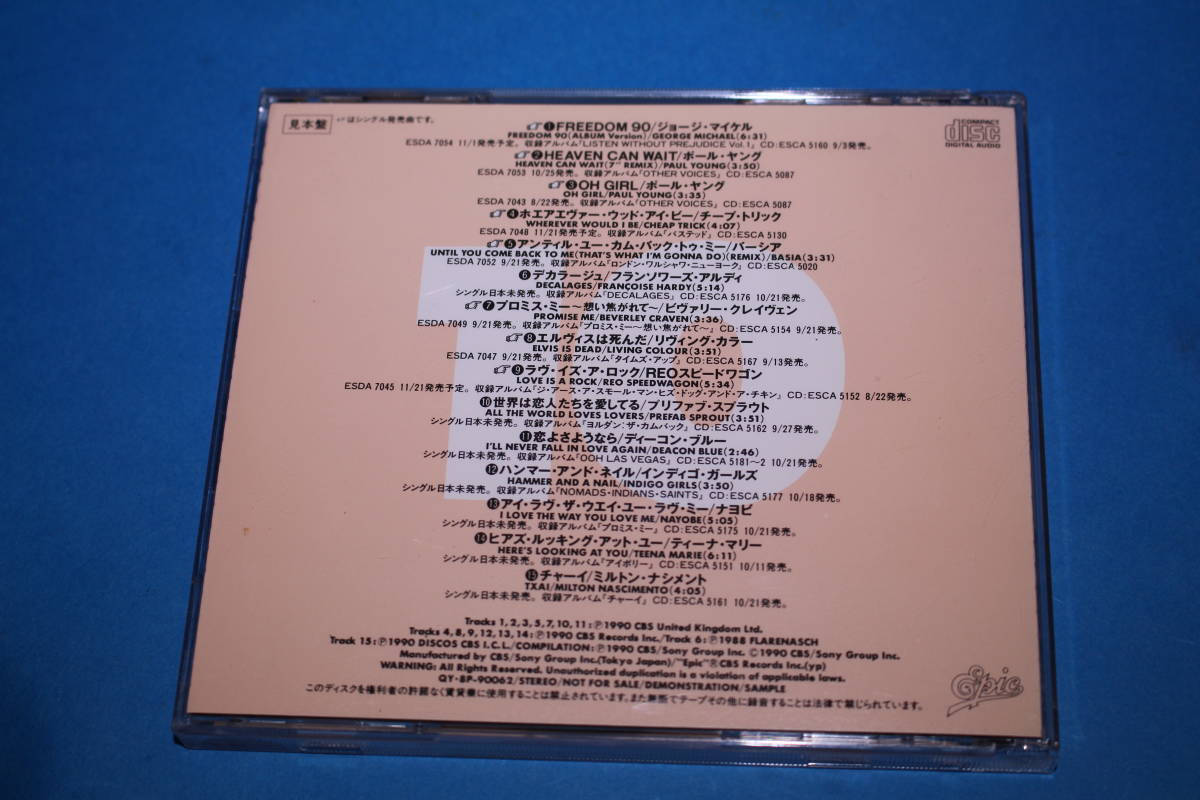 見本盤 ☞はシングル発売曲です。
COMPACT
disc
DIGITAL AUDIO
☞❶FREEDOM 90/ジョージ・マイケル
FREEDOM 90(ALBUM Version)/GEORGE MICHAEL(6:31)
ESDA 7054 11/1発売予定。収録アルバム「LISTEN WITHOUT PREJUDICE Vol.1」CD:ESCA 5160 9/3発売。
☞❷HEAVEN CAN WAIT/ポール・ヤング
HEAVEN CAN WAIT(7" REMIX)/PAUL YOUNG(3:50)
ESDA 7053 10/25発売。収録アルバム「OTHER VOICES」CD:ESCA 5087
☞❸OH GIRL/ポール・ヤング
OH GIRL/PAUL YOUNG(3:35)
ESDA 7043 8/22発売。収録アルバム「OTHER VOICES」CD:ESCA 5087
☞❹ホエアエヴァー・ウッド・アイ・ビー/チープ・トリック
WHEREVER WOULD I BE/CHEAP TRICK(4:07)
ESDA 7048 11/21発売予定。収録アルバム「バステッド」CD:ESCA 5130
☞❺アンティル・ユー・カム・バック・トゥ・ミー/バーシア
UNTIL YOU COME BACK TO ME(THAT'S WHAT I'M GONNA DO)(REMIX)/BASIA(3:31)
ESDA 7052 9/21発売。収録アルバム「ロンドン・ワルシャワ・ニューヨーク」CD:ESCA 5020
❻デカラージュ/フランソワーズ・アルディ
DECALAGES/FRANÇOISE HARDY(5:14)
シングル日本未発売。収録アルバム「DECALAGES」CD:ESCA 5176 10/21発売。
☞❼プロミス・ミー〜想い焦がれて〜/ビヴァリー・クレイヴェン
PROMISE ME/BEVERLEY CRAVEN(3:36)
ESDA 7049 9/21発売。収録アルバム「プロミス・ミー〜想い焦がれて〜」CD:ESCA 5154 9/21発売。
☞❽エルヴィスは死んだ/リヴィング・カラー
ELVIS IS DEAD/LIVING COLOUR(3:51)
ESDA 7047 9/21発売。収録アルバム「タイムズ・アップ」CD:ESCA 5167 9/13発売。
☞❾ラヴ・イズ・ア・ロック/REOスピードワゴン
LOVE IS A ROCK/REO SPEEDWAGON(5:34)
ESDA 7045 11/21発売予定。収録アルバム「ジ・アース・ア・スモール・マン・ヒズ・ドッグ・アンド・ア・チキン」CD:ESCA 5152 8/22発売。
❿世界は恋人たちを愛してる/プリファブ・スプラウト
ALL THE WORLD LOVES LOVERS/PREFAB SPROUT(3:51)
シングル日本未発売。収録アルバム「ヨルダン:ザ・カムバック」CD:ESCA 5162 9/27発売。
⓫恋よさようなら/ディーコン・ブルー
I'LL NEVER FALL IN LOVE AGAIN/DEACON BLUE(2:46)
シングル日本未発売。収録アルバム「OOH LAS VEGAS」CD:ESCA 5181〜2 10/21発売。
⓬ハンマー・アンド・ネイル/インディゴ・ガールズ
HAMMER AND A NAIL/INDIGO GIRLS(3:50)
シングル日本未発売。収録アルバム「NOMADS・INDIANS・SAINTS」CD:ESCA 5177 10/18発売。
⓭アイ・ラヴ・ザ・ウエイ・ユー・ラヴ・ミー/ナヨビ
I LOVE THE WAY YOU LOVE ME/NAYOBE(5:05)
シングル日本未発売。収録アルバム「プロミス・ミー」CD:ESCA 5175 10/21発売。
⓮ヒアズ・ルッキング・アット・ユー/ティーナ・マリー
HERE'S LOOKING AT YOU/TEENA MARIE(6:11)
シングル日本未発売。収録アルバム「アイボリー」CD:ESCA 5151 10/11発売。
⓯チャーイ/ミルトン・ナシメント
TXAI/MILTON NASCIMENTO(4:05)
シングル日本未発売。収録アルバム「チャーイ」CD:ESCA 5161 10/21発売。
Tracks 1, 2, 3, 5, 7, 10, 11:Ⓟ1990 CBS United Kingdom Ltd.
Tracks 4, 8, 9, 12, 13, 14:Ⓟ1990 CBS Records Inc./Track 6:Ⓟ1988 FLARENASCH
Track 15:Ⓟ1990 DISCOS CBS I.C.L./COMPILATION:Ⓟ1990 CBS/Sony Group Inc. ©1990 CBS/Sony Group Inc.
Manufactured by CBS/Sony Group Inc.(Tokyo Japan)/"Epic"®CBS Records Inc.(yp)
WARNING: All Rights Reserved. Unauthorized duplication is a violation of applicable laws.
QY・8P-90062/STEREO/NOT FOR SALE/DEMONSTRATION/SAMPLE
このディスクを権利者の許諾なく賃貸業に使用することは禁止されています。また無断でテープその他に録音することは法律で禁じられています。
Epic